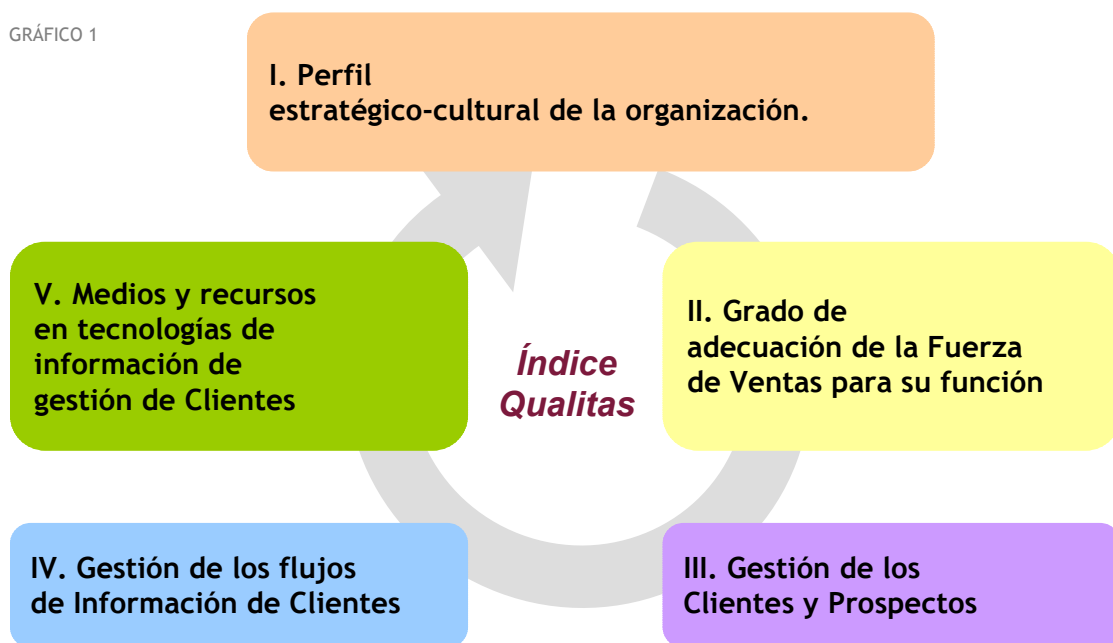 GRÁFICO 1
I. Perfil
estratégico-cultural de la organización.
V. Medios y recursos
en tecnologías de
información de
gestión de Clientes
II. Grado de
adecuación de la Fuerza
de Ventas para su función
Índice
Qualitas
IV. Gestión de los flujos
de Información de Clientes
III. Gestión de los
Clientes y Prospectos